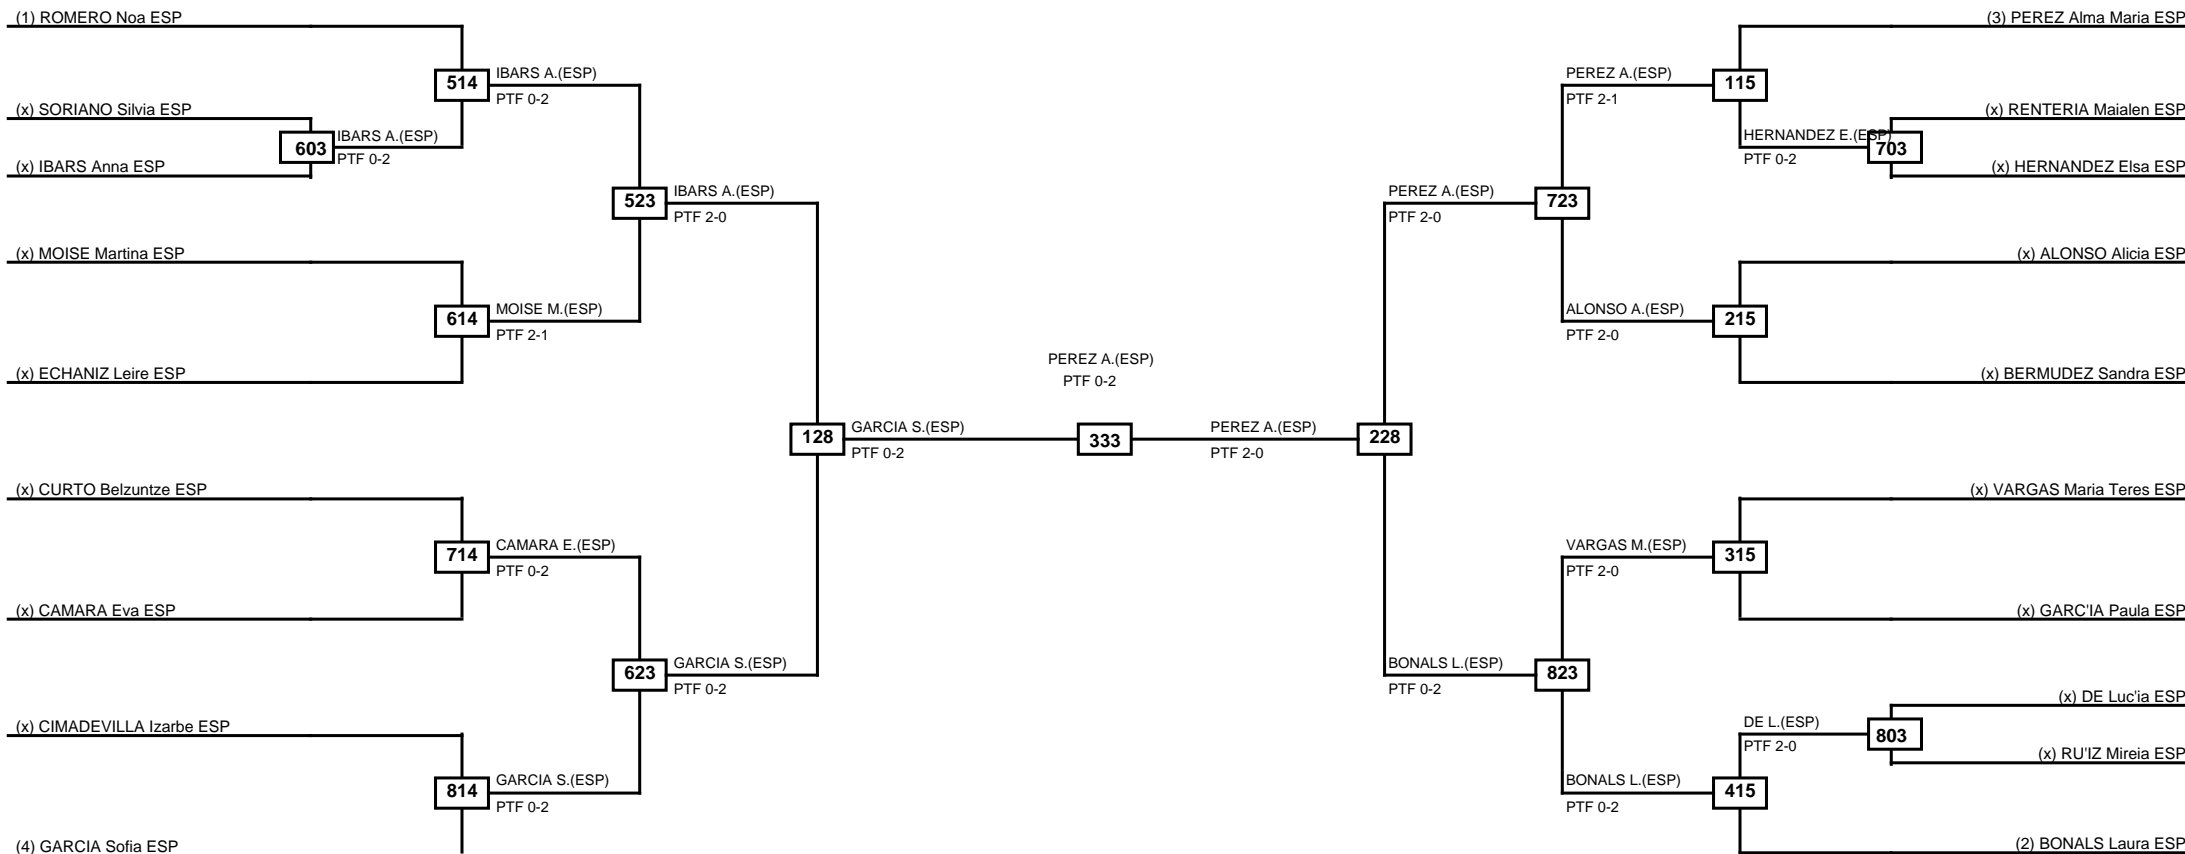 (1) ROMERO Noa ESP
(3) PEREZ Alma Maria ESP
514
IBARS A.(ESP)
PTF 0-2
PEREZ A.(ESP)
PTF 2-1
115
(x) SORIANO Silvia ESP
(x) RENTERIA Maialen ESP
603
IBARS A.(ESP)
PTF 0-2
HERNANDEZ E.(ESP)
PTF 0-2
703
(x) IBARS Anna ESP
(x) HERNANDEZ Elsa ESP
523
IBARS A.(ESP)
PTF 2-0
PEREZ A.(ESP)
PTF 2-0
723
(x) MOISE Martina ESP
(x) ALONSO Alicia ESP
614
MOISE M.(ESP)
PTF 2-1
ALONSO A.(ESP)
PTF 2-0
215
(x) ECHANIZ Leire ESP
(x) BERMUDEZ Sandra ESP
PEREZ A.(ESP)
PTF 0-2
128
GARCIA S.(ESP)
PTF 0-2
333
PEREZ A.(ESP)
PTF 2-0
228
(x) CURTO Belzuntze ESP
(x) VARGAS Maria Teres ESP
714
CAMARA E.(ESP)
PTF 0-2
VARGAS M.(ESP)
PTF 2-0
315
(x) CAMARA Eva ESP
(x) GARC'IA Paula ESP
623
GARCIA S.(ESP)
PTF 0-2
BONALS L.(ESP)
PTF 0-2
823
(x) CIMADEVILLA Izarbe ESP
(x) DE Luc'ia ESP
DE L.(ESP)
PTF 2-0
803
(x) RU'IZ Mireia ESP
814
GARCIA S.(ESP)
PTF 0-2
BONALS L.(ESP)
PTF 0-2
415
(4) GARCIA Sofia ESP
(2) BONALS Laura ESP